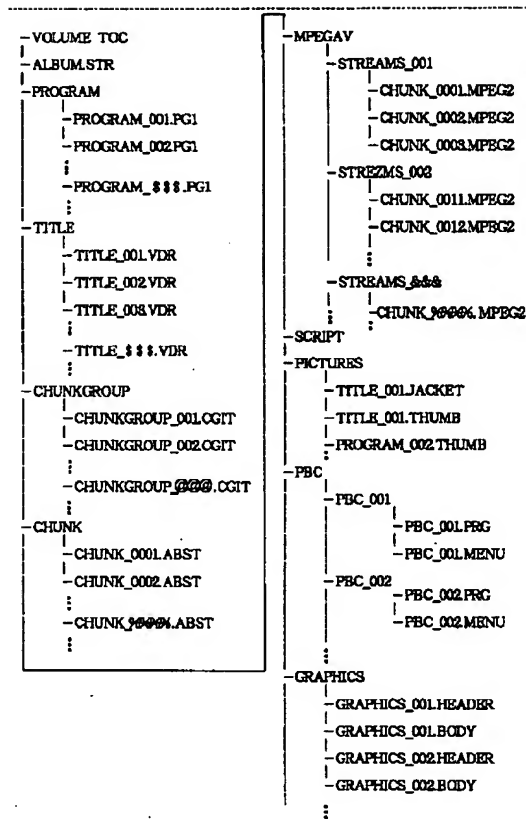 VOLUME TOC
ALBUM.STR
PROGRAM
PROGRAM_001.PG1
PROGRAM_002.PG1
PROGRAM_$$$.PG1
TITLE
TITLE_001.VDR
TITLE_002.VDR
TITLE_003.VDR
TITLE_$$$.VDR
CHUNKGROUP
CHUNKGROUP_001.CGIT
CHUNKGROUP_002.CGIT
CHUNKGROUP_@@@.CGIT
CHUNK
CHUNK_0001.ABST
CHUNK_0002.ABST
CHUNK_%%%%.ABST
MPEGAV
STREAMS_001
CHUNK_0001.MPEG2
CHUNK_0002.MPEG2
CHUNK_0003.MPEG2
STREZMS_002
CHUNK_0011.MPEG2
CHUNK_0012.MPEG2
STREAMS_&&&
CHUNK_%%%%.MPEG2
SCRIPT
PICTURES
TITLE_001.JACKET
TITLE_001.THUMB
PROGRAM_002.THUMB
PBC
PBC_001
PBC_001.PRG
PBC_001.MENU
PBC_002
PBC_002.PRG
PBC_002.MENU
GRAPHICS
GRAPHICS_001.HEADER
GRAPHICS_001.BODY
GRAPHICS_002.HEADER
GRAPHICS_002.BODY